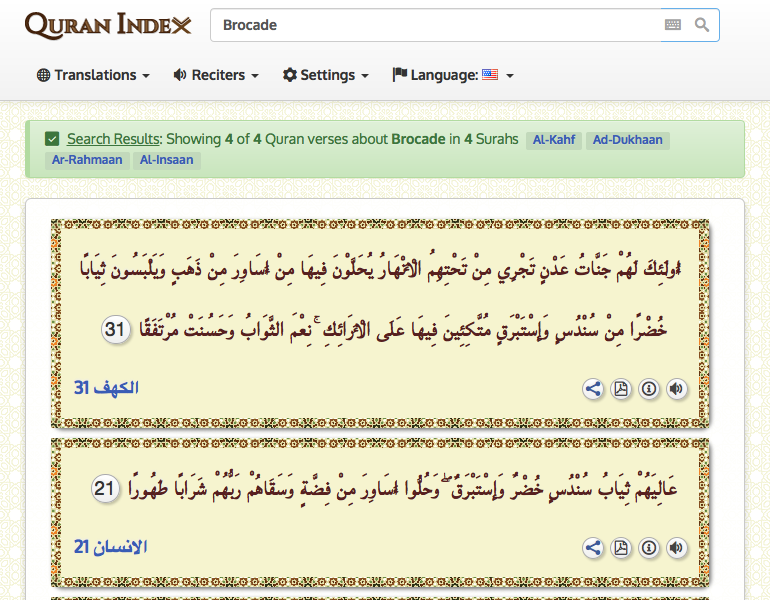 QURAN INDEX
Brocade
Translations Reciters Settings Language:
Search Results: Showing 4 of 4 Quran verses about Brocade in 4 Surahs Al-Kahf Ad-Dukhaan
Ar-Rahmaan Al-Insaan
أُولَٰئِكَ لَهُمْ جَنَّاتُ عَدْنٍ تَجْرِي مِنْ تَحْتِهِمُ الْأَنْهَارُ يُحَلَّوْنَ فِيهَا مِنْ أَسَاوِرَ مِنْ ذَهَبٍ وَيَلْبَسُونَ ثِيَابًا
خُضْرًا مِنْ سُنْدُسٍ وَإِسْتَبْرَقٍ مُتَّكِئِينَ فِيهَا عَلَى الْأَرَائِكِ ۚ نِعْمَ الثَّوَابُ وَحَسُنَتْ مُرْتَفَقًا 31
الكهف 31
عَالِيَهُمْ ثِيَابُ سُنْدُسٍ خُضْرٌ وَإِسْتَبْرَقٌ ۖ وَحُلُّوا أَسَاوِرَ مِنْ فِضَّةٍ وَسَقَاهُمْ رَبُّهُمْ شَرَابًا طَهُورًا 21
الانسان 21